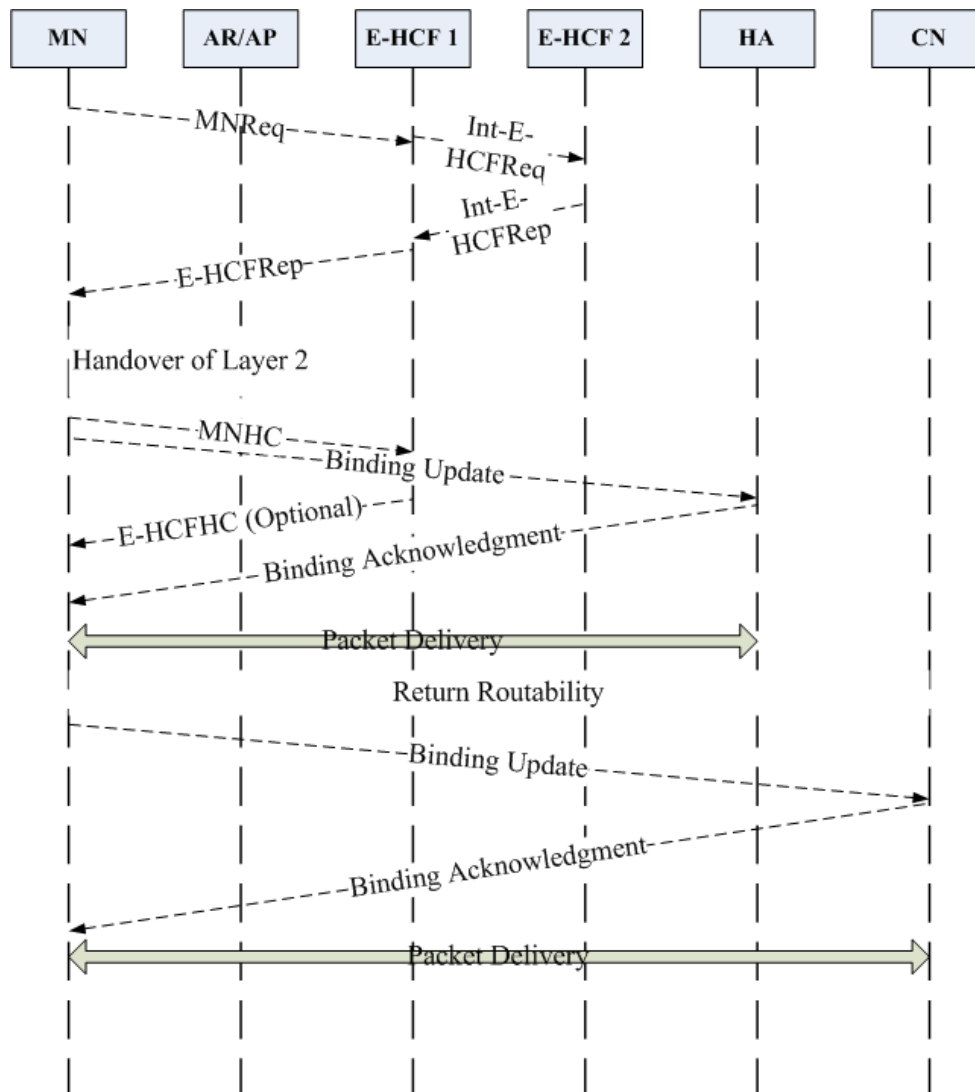 MN AR/AP E-HCF 1 E-HCF 2 HA CN
MNReq
Int-E-
HCFReq
Int-E-
HCFRep
E-HCFRep
Handover of Layer 2
MNHC
Binding Update
E-HCFHC (Optional)
Binding Acknowledgment
Packet Delivery
Return Routability
Binding Update
Binding Acknowledgment
Packet Delivery